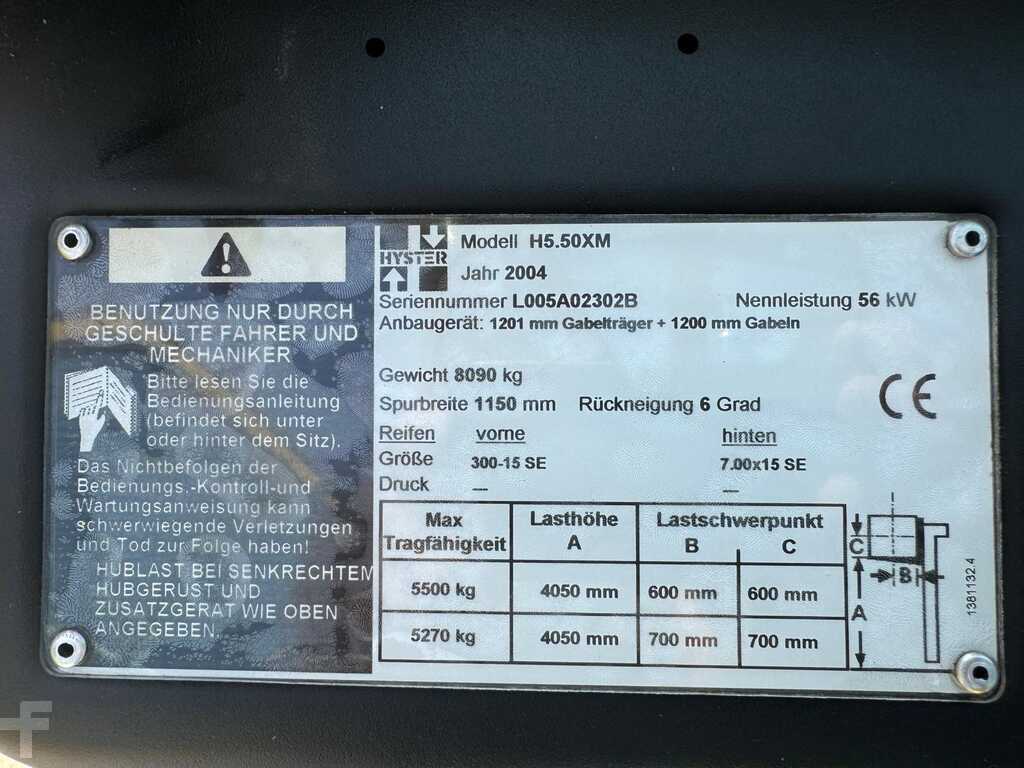 BENUTZUNG NUR DURCH
GESCHULTE FAHRER UND
MECHANIKER
Bitte lesen Sie die
Bedienungsanleitung
(befindet sich unter
oder hinter dem Sitz).
Das Nichtbefolgen der
Bedienungs.-Kontroll-und
Wartungsanweisung kann
schwerwiegende Verletzungen
und Tod zur Folge haben!
HUBLAST BEI SENKRECHTEM
HUBGERUST UND
ZUSATZGERAT WIE OBEN
ANGEGEBEN.
HYSTER
Modell H5.50XM
Jahr 2004
Seriennummer L005A02302B Nennleistung 56 kW
Anbaugerät: 1201 mm Gabelträger + 1200 mm Gabeln
Gewicht 8090 kg
Spurbreite 1150 mm Rückneigung 6 Grad
CE
Reifen vorne hinten
Größe 300-15 SE 7.00x15 SE
Druck — —
Max Lasthöhe Lastschwerpunkt
Tragfähigkeit A B C
5500 kg 4050 mm 600 mm 600 mm
5270 kg 4050 mm 700 mm 700 mm
C
B
A
1381132.4
F